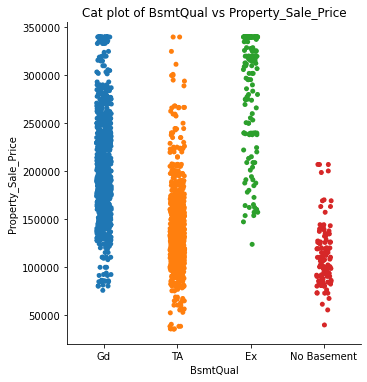 Cat plot of BsmtQual vs Property_Sale_Price
350000
300000
250000
200000
150000
100000
50000
Property_Sale_Price
Gd TA Ex No Basement
BsmtQual